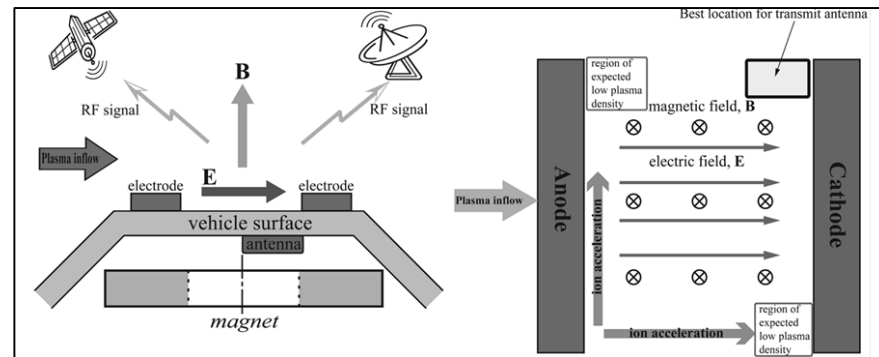 RF signal
B
RF signal
Plasma inflow
E
electrode
electrode
vehicle surface
antenna
magnet
Best location for transmit antenna
region of
expected
low plasma
density
magnetic field, B
electric field, E
Anode
Cathode
Plasma inflow
ion acceleration
ion acceleration
region of
expected
low plasma
density